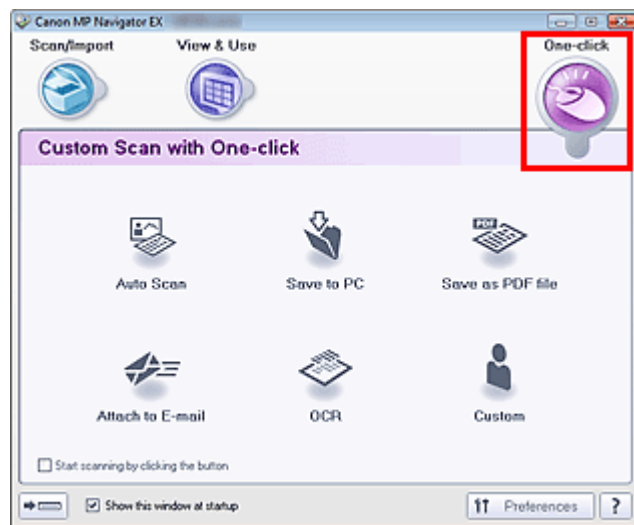 Canon MP Navigator EX
Scan/Import View & Use One-click
Custom Scan with One-click
PDF
Auto Scan Save to PC Save as PDF file
Attach to E-mail OCR Custom
Start scanning by clicking the button
Show this window at startup Preferences ?